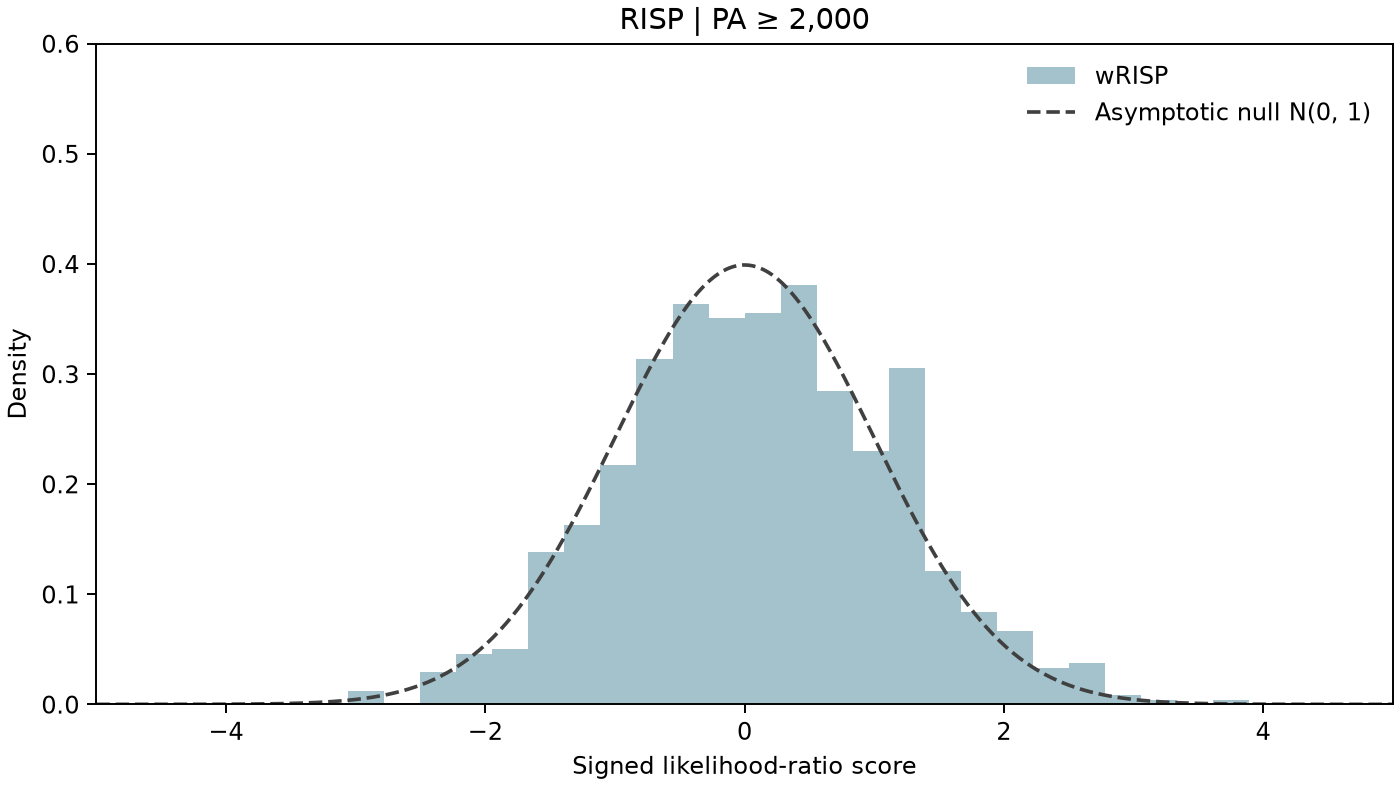 RISP | PA ≥ 2,000
wRISP
Asymptotic null N(0, 1)
Density
0.6
0.5
0.4
0.3
0.2
0.1
0.0
−4
−2
0
2
4
Signed likelihood-ratio score